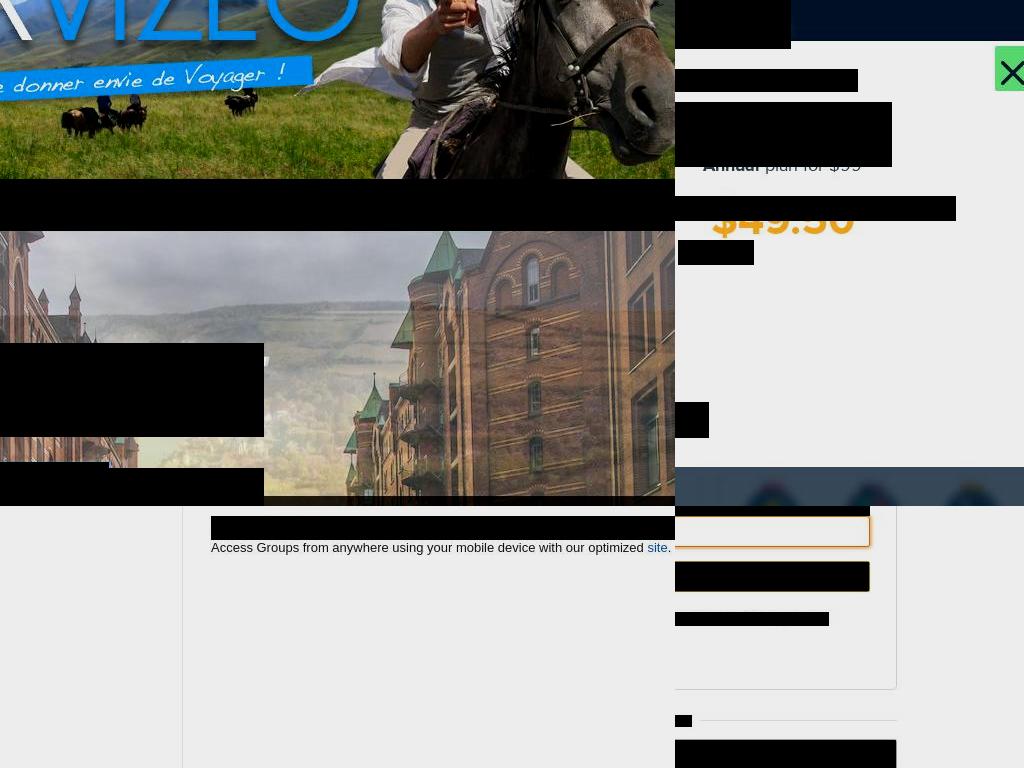 VIZEO
donner envie de Voyager !
Annual plan for $99
$49.50
Access Groups from anywhere using your mobile device with our optimized site.